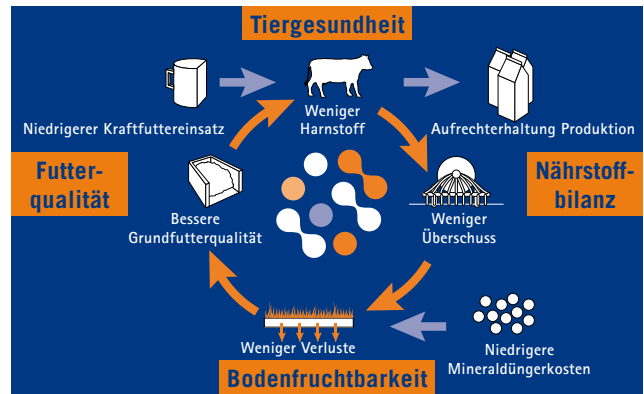 Tiergesundheit
Niedrigerer Kraftfuttereinsatz
Weniger
Harnstoff
Aufrechterhaltung Produktion
Futter-
qualität
Nährstoff-
bilanz
Bessere
Grundfutterqualität
Weniger
Überschuss
Weniger Verluste
Niedrigere
Mineraldüngerkosten
Bodenfruchtbarkeit